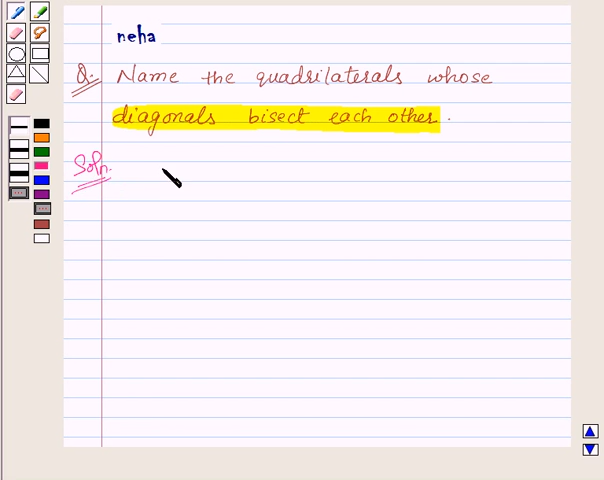 neha
Q. Name the quadrilaterals whose
diagonals bisect each other.
Soln.